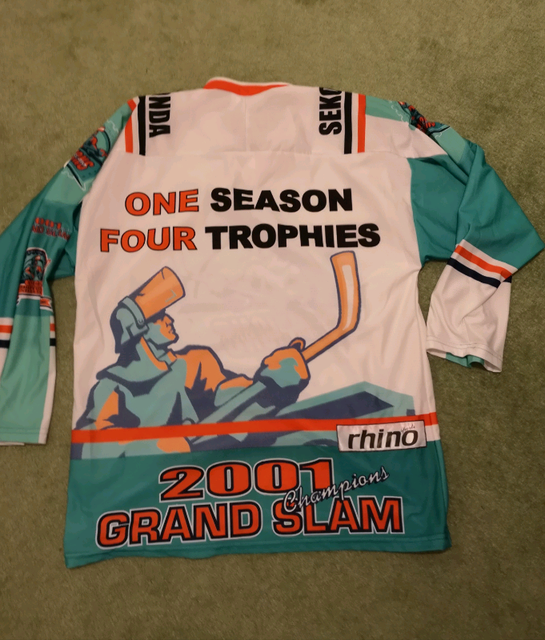 ONE SEASON
FOUR TROPHIES
rhino
2001
Champions
GRAND SLAM